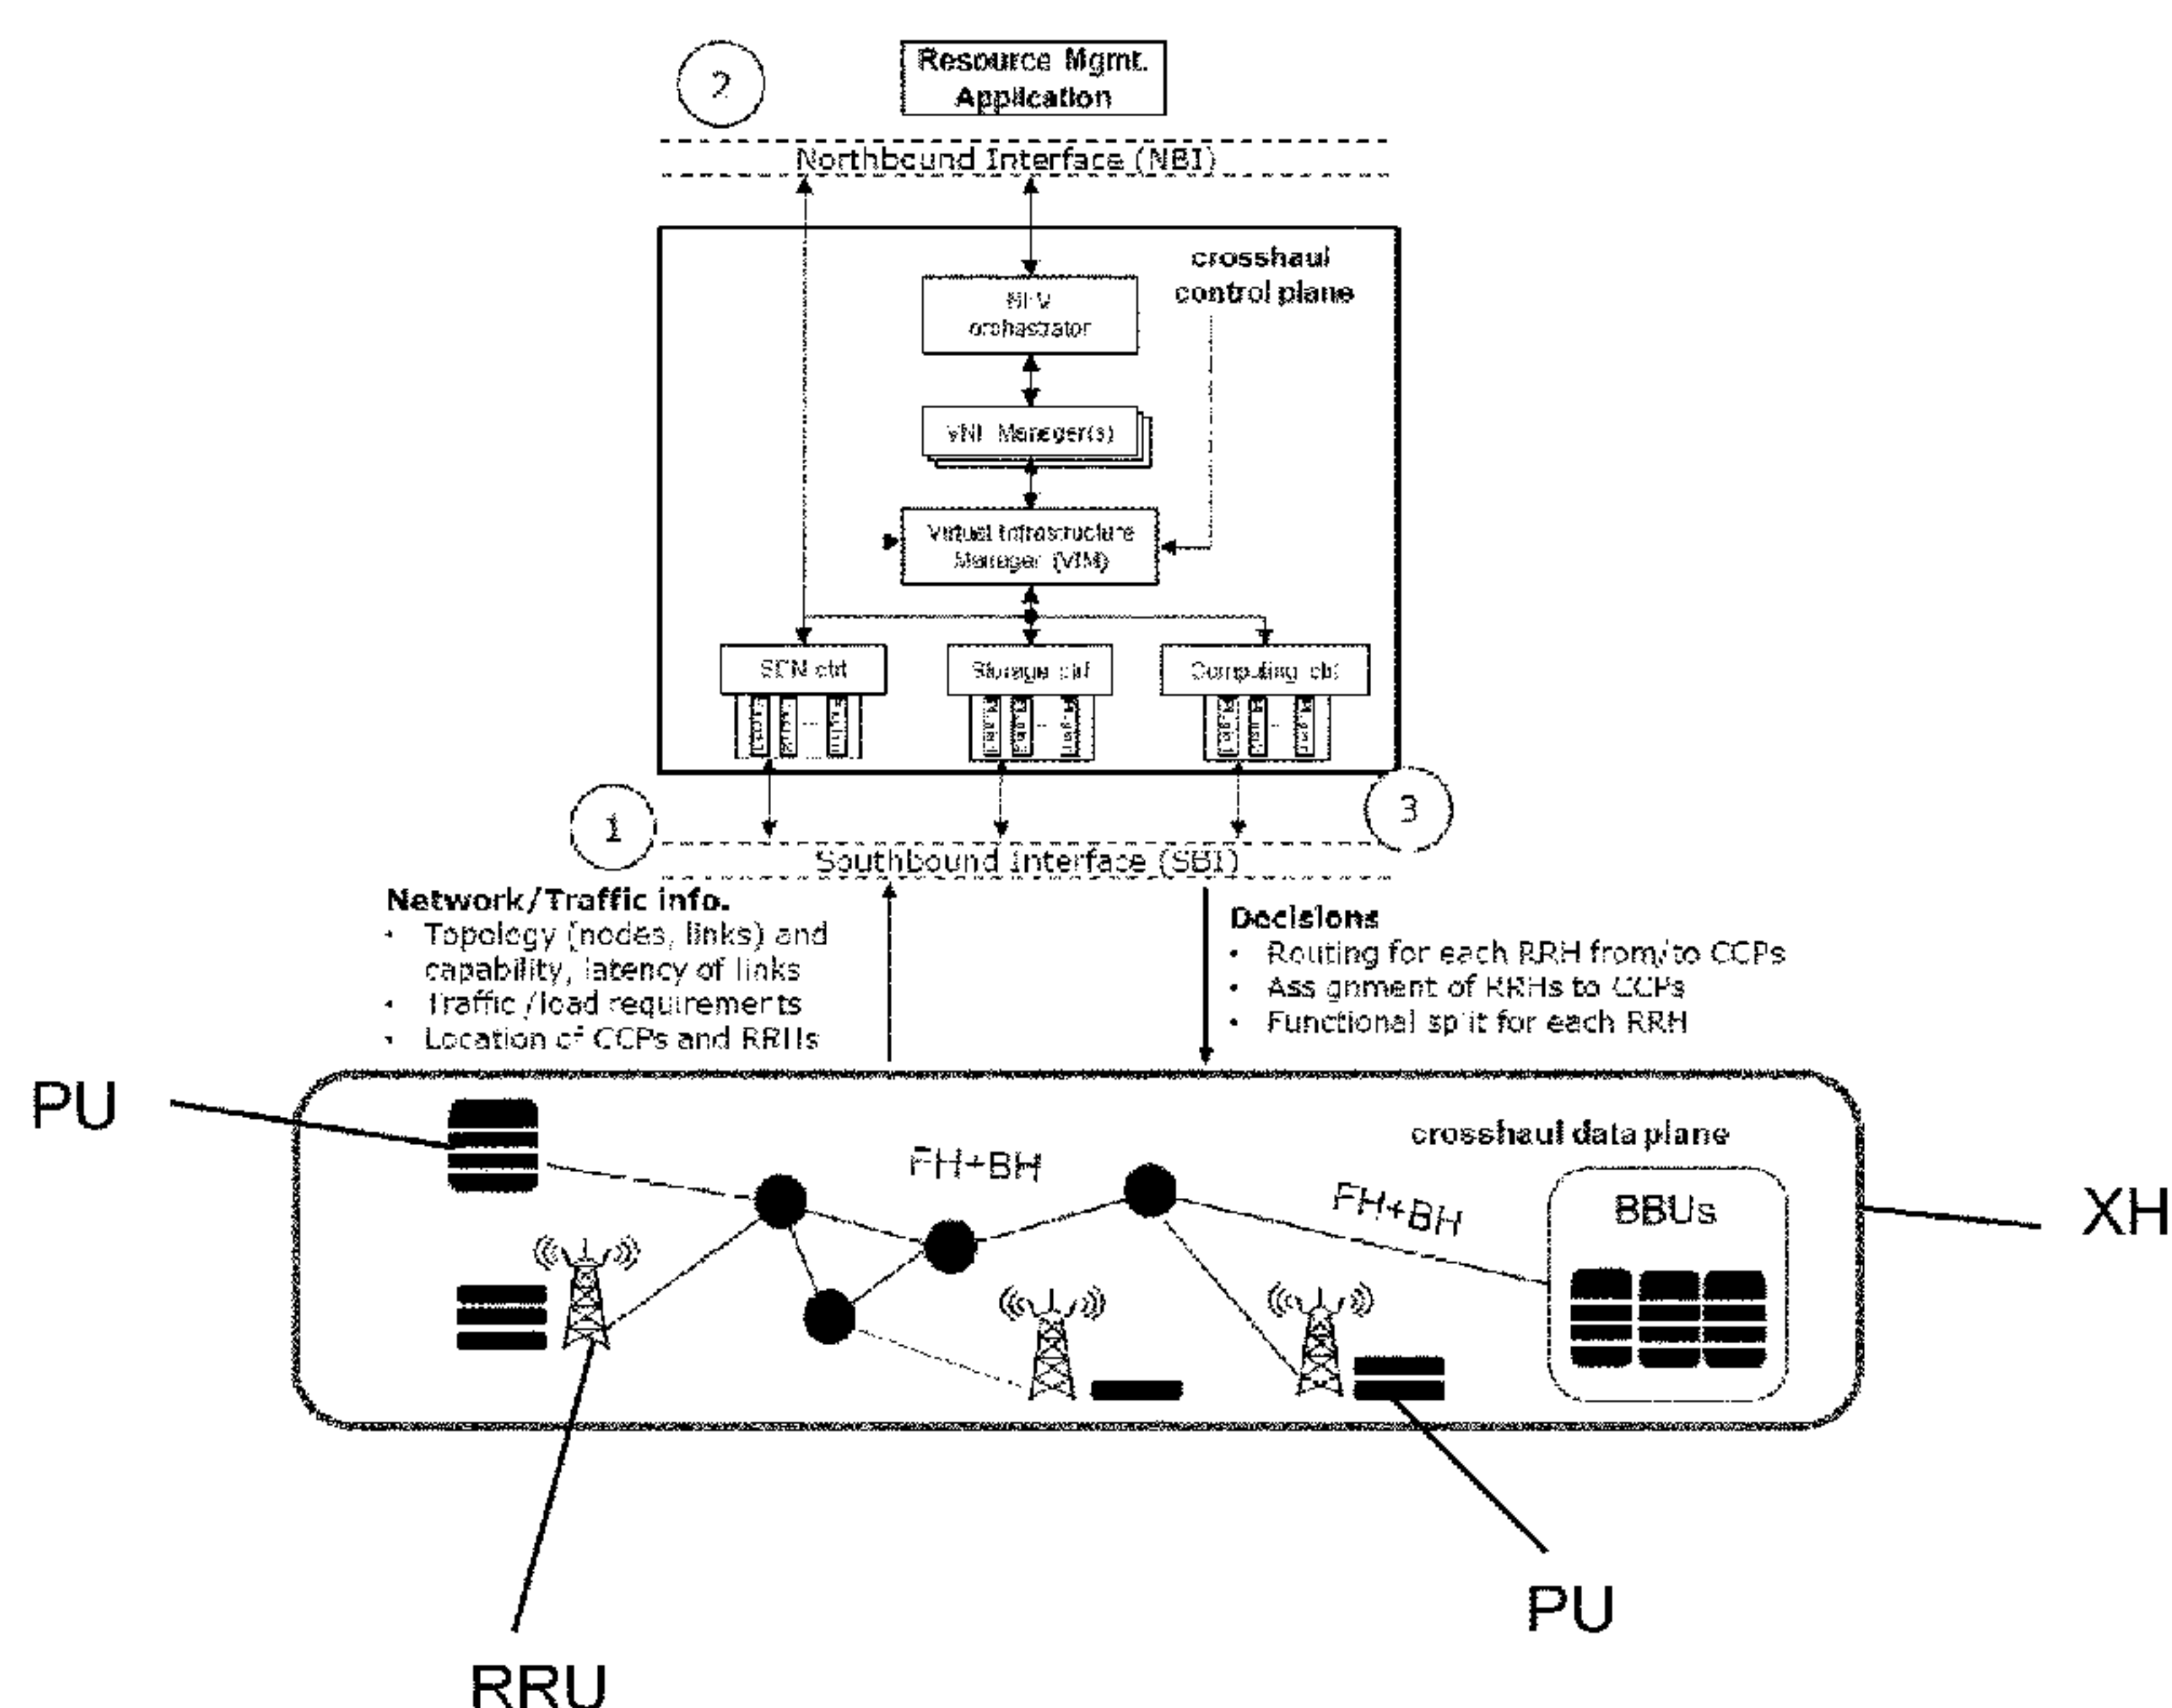 2
Resource Mgmt.
Application
Northbound Interface (NBI)
crosshaul
control plane
orchastrator
Manager(s)
Virtual Infrastructure
Manager (VIM)
SDN ctrl
Storage ctrl
Computing ctrl
1
3
Southbound Interface (SBI)
Network/Traffic info.
• Topology (nodes, links) and
capability, latency of links
• Traffic /load requirements
• Location of CCPs and RRHs
Decisions
• Routing for each RRH from/to CCPs
• Assignment of RRHs to CCPs
• Functional split for each RRH
PU
crosshaul data plane
FH+BH
FH+BH
BBUs
XH
PU
RRU